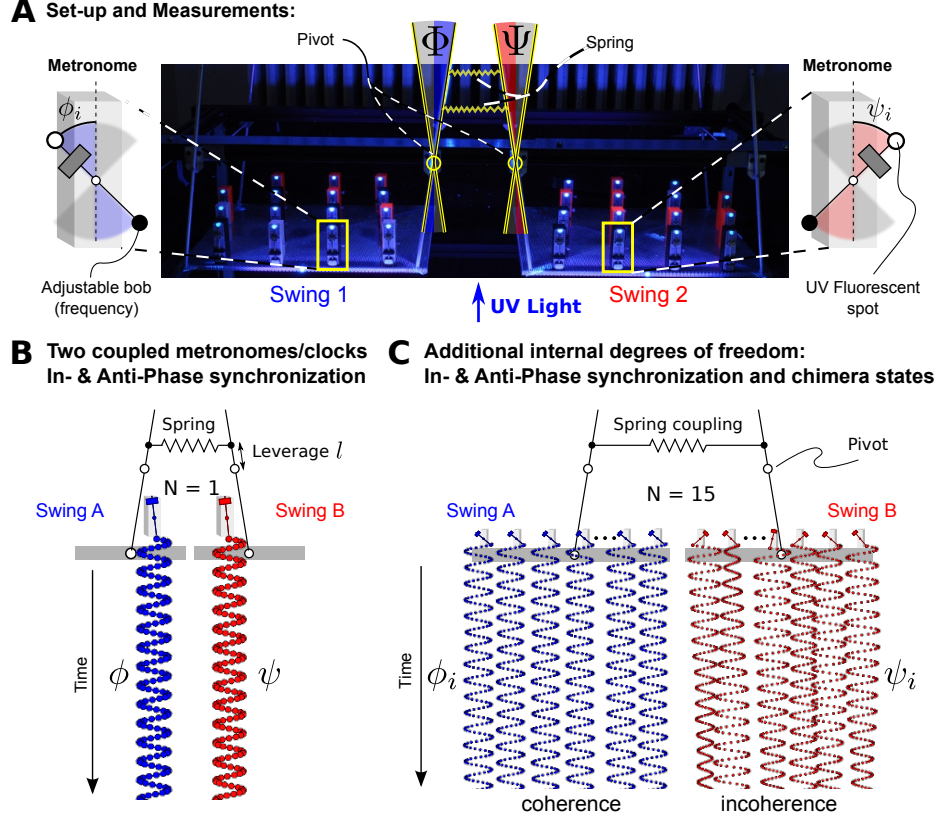 A Set-up and Measurements:
Pivot
Φ
Ψ
Spring
Metronome
Metronome
ϕi
ψi
Adjustable bob
(frequency)
Swing 1
UV Light
Swing 2
UV Fluorescent
spot
B Two coupled metronomes/clocks
In- & Anti-Phase synchronization
Spring
Leverage l
N = 1
Swing A
Swing B
Time
ϕ
ψ
C Additional internal degrees of freedom:
In- & Anti-Phase synchronization and chimera states
Spring coupling
Pivot
N = 15
Swing A
Swing B
Time
ϕi
ψi
coherence
incoherence